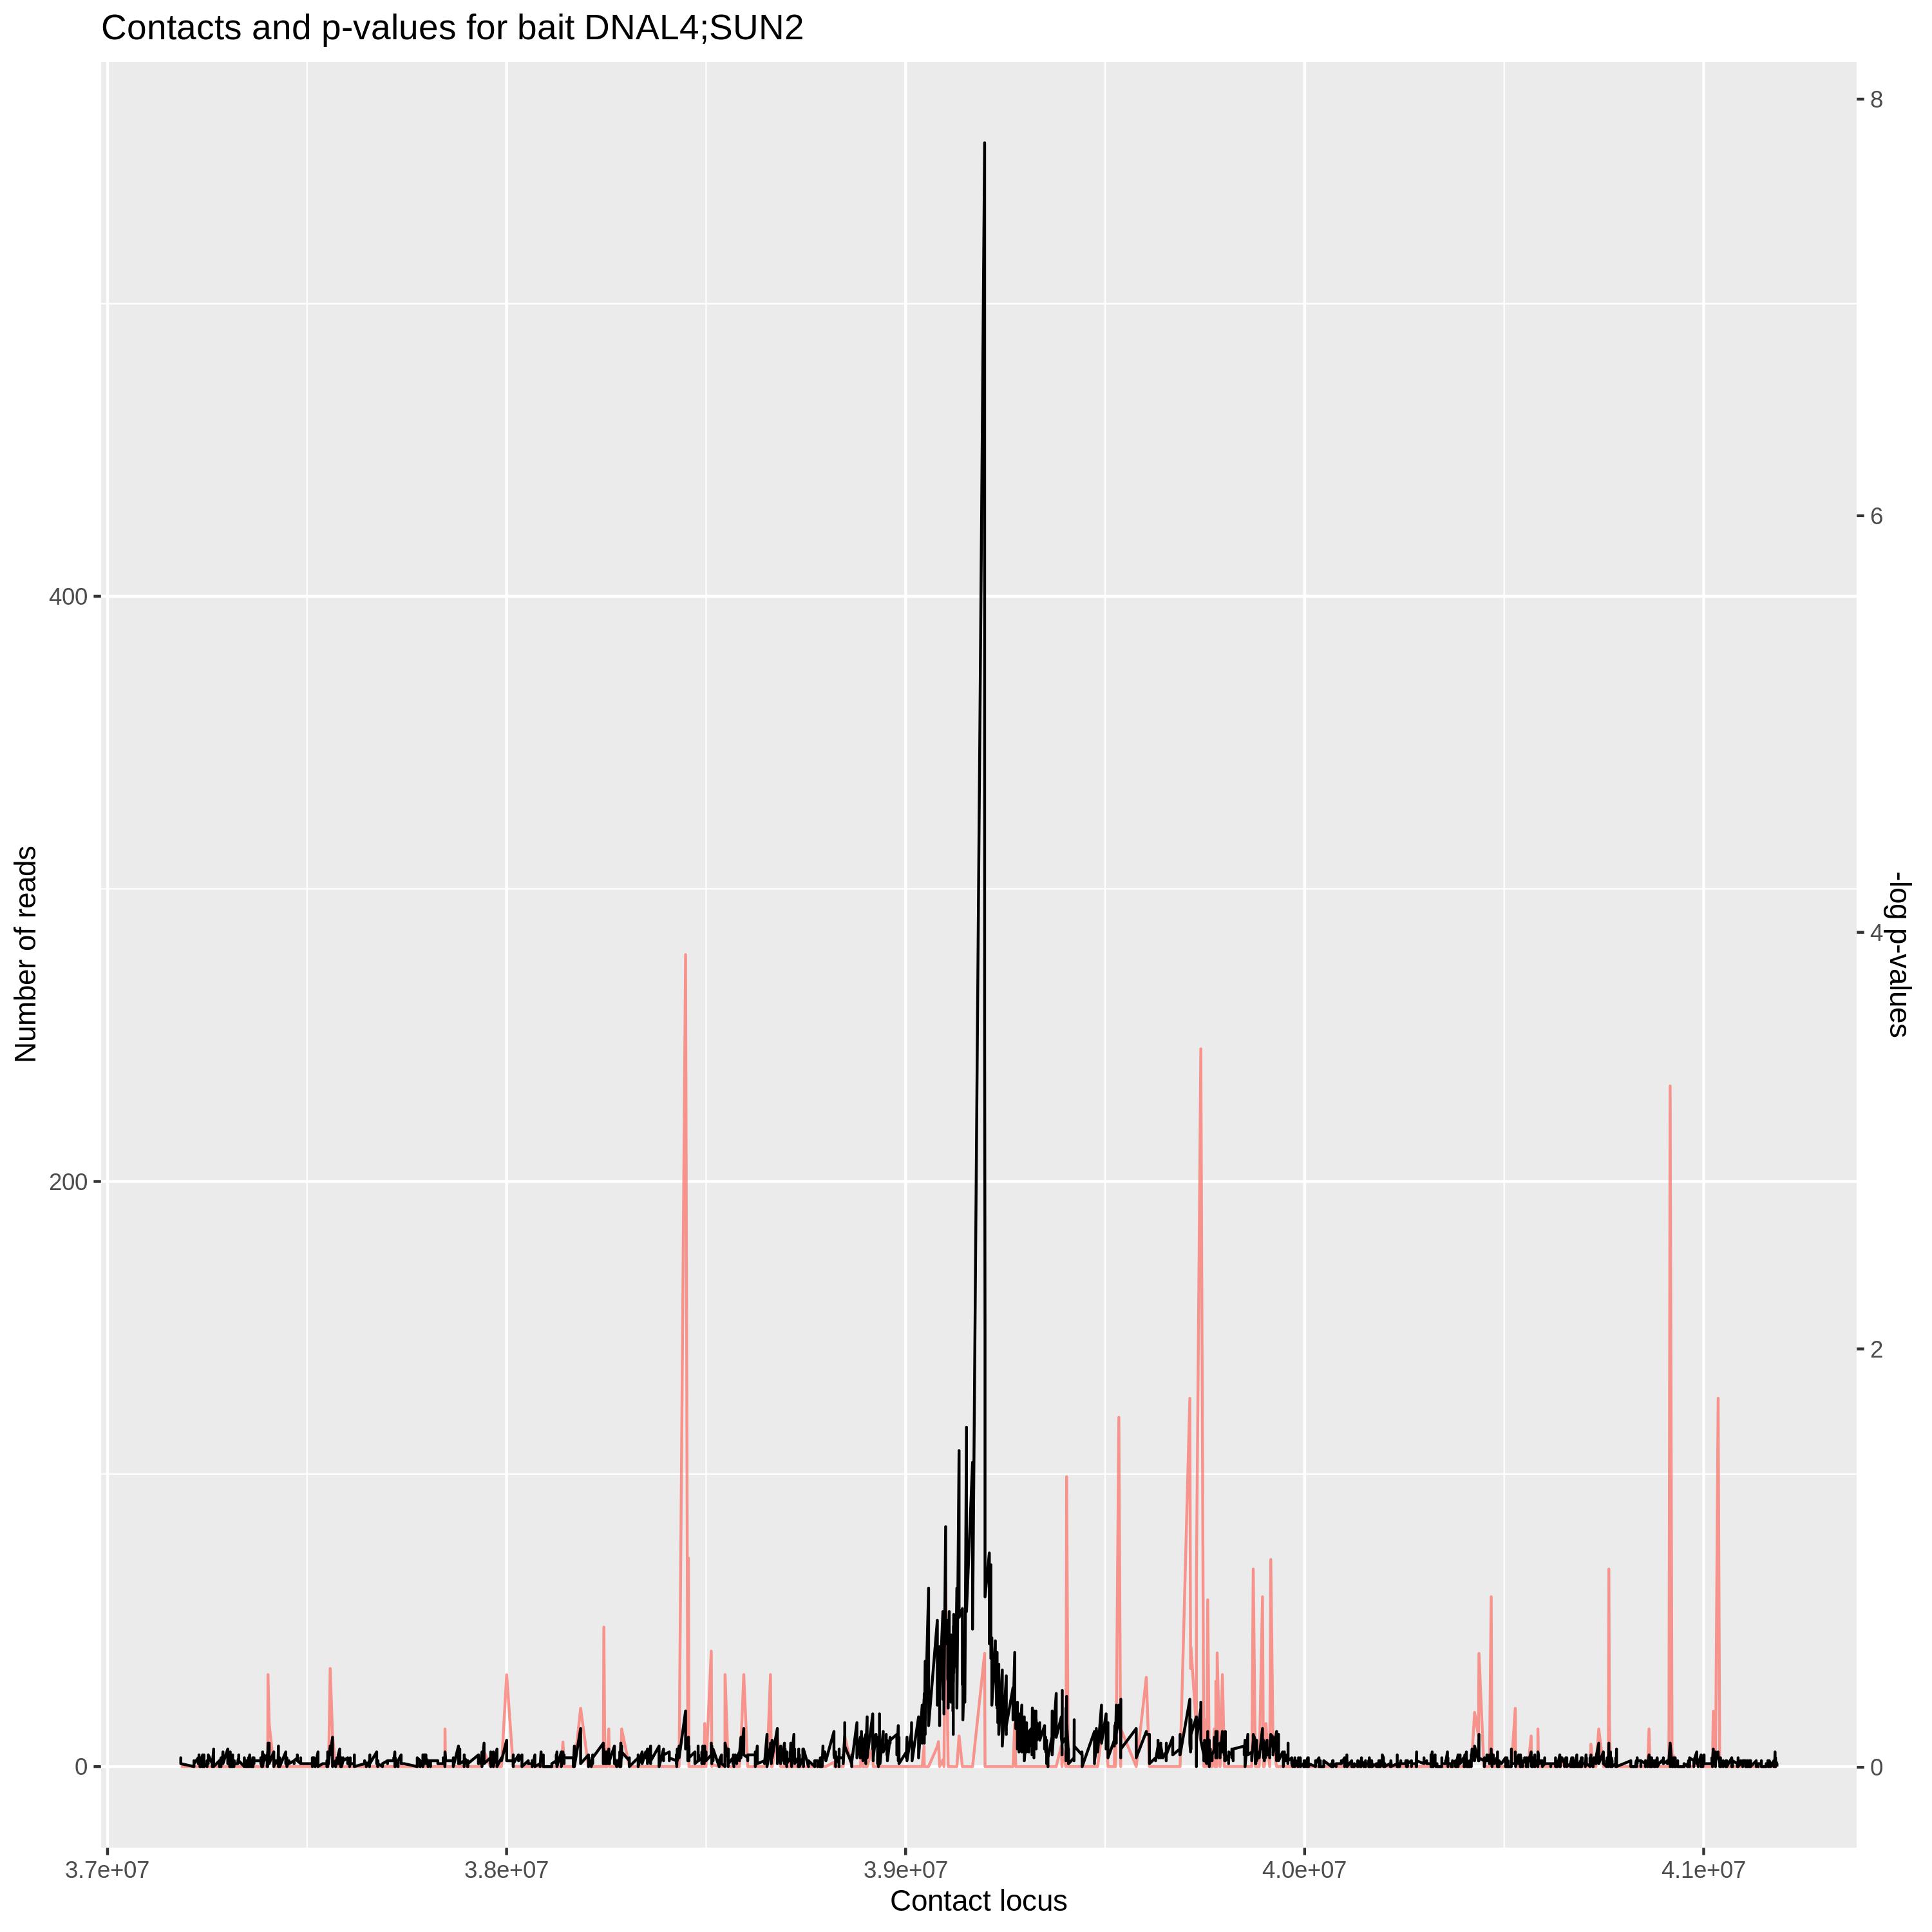 Contacts and p-values for bait DNAL4;SUN2
8
6
400
4
Number of reads
-log p-values
2
200
0
0
3.7e+07 3.8e+07 3.9e+07 4.0e+07 4.1e+07
Contact locus